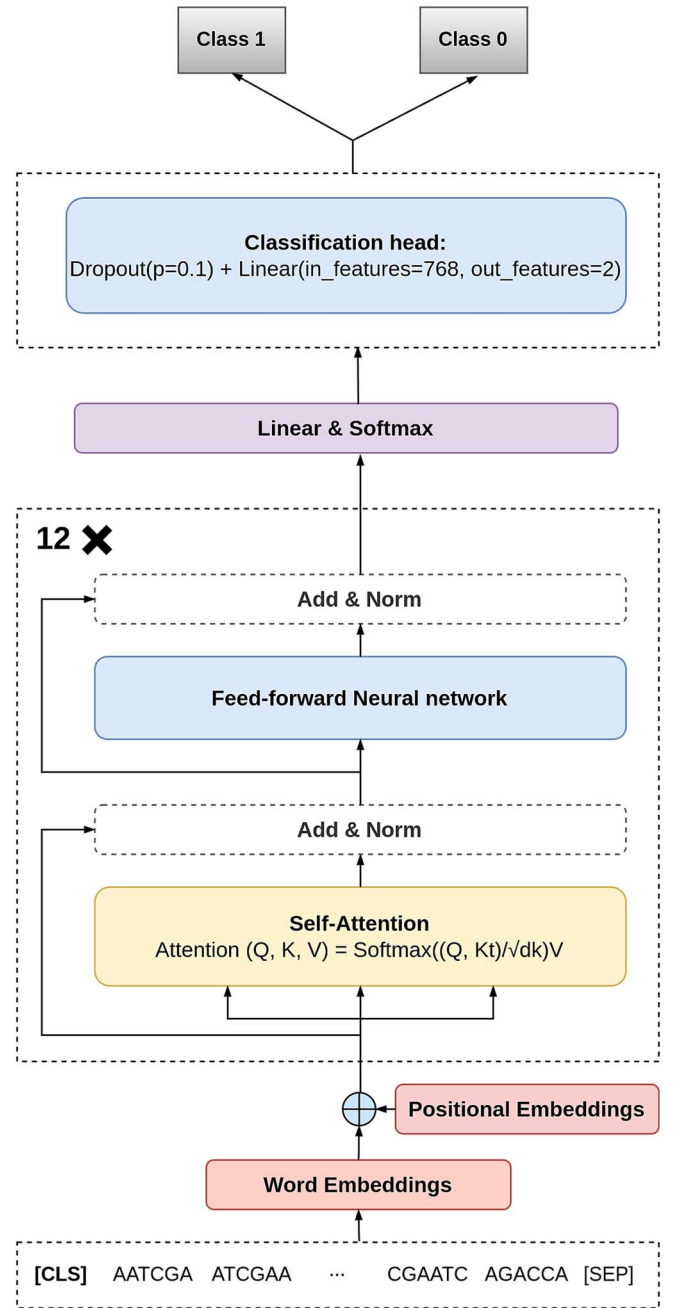 Class 1 Class 0
Classification head:
Dropout(p=0.1) + Linear(in_features=768, out_features=2)
Linear & Softmax
12 ✖
Add & Norm
Feed-forward Neural network
Add & Norm
Self-Attention
Attention (Q, K, V) = Softmax((Q, Kt)/√dk)V
Positional Embeddings
Word Embeddings
[CLS] AATCGA ATCGAA ... CGAATC AGACCA [SEP]